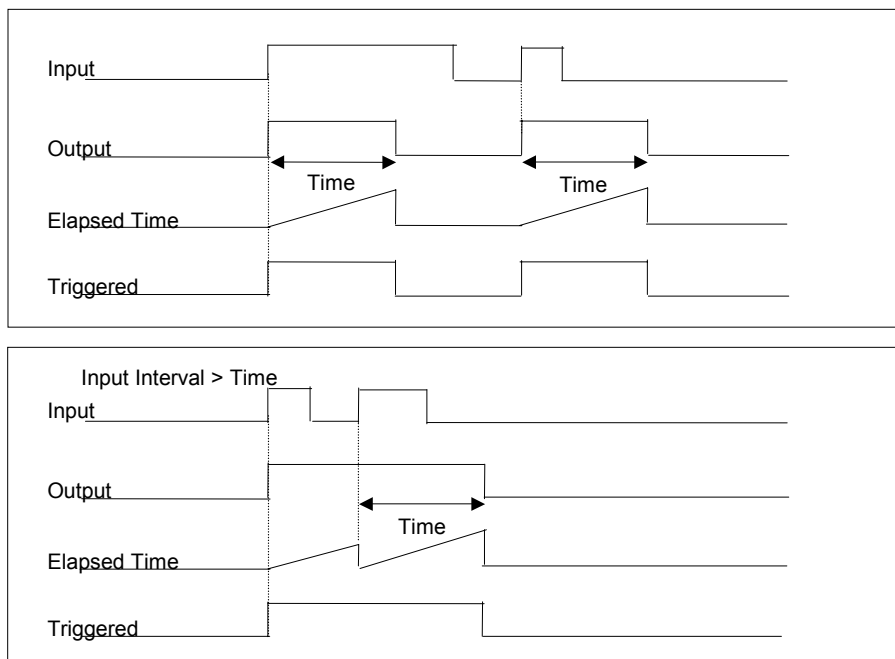 Input
Output
Time
Time
Elapsed Time
Triggered
Input Interval > Time
Input
Output
Time
Elapsed Time
Triggered